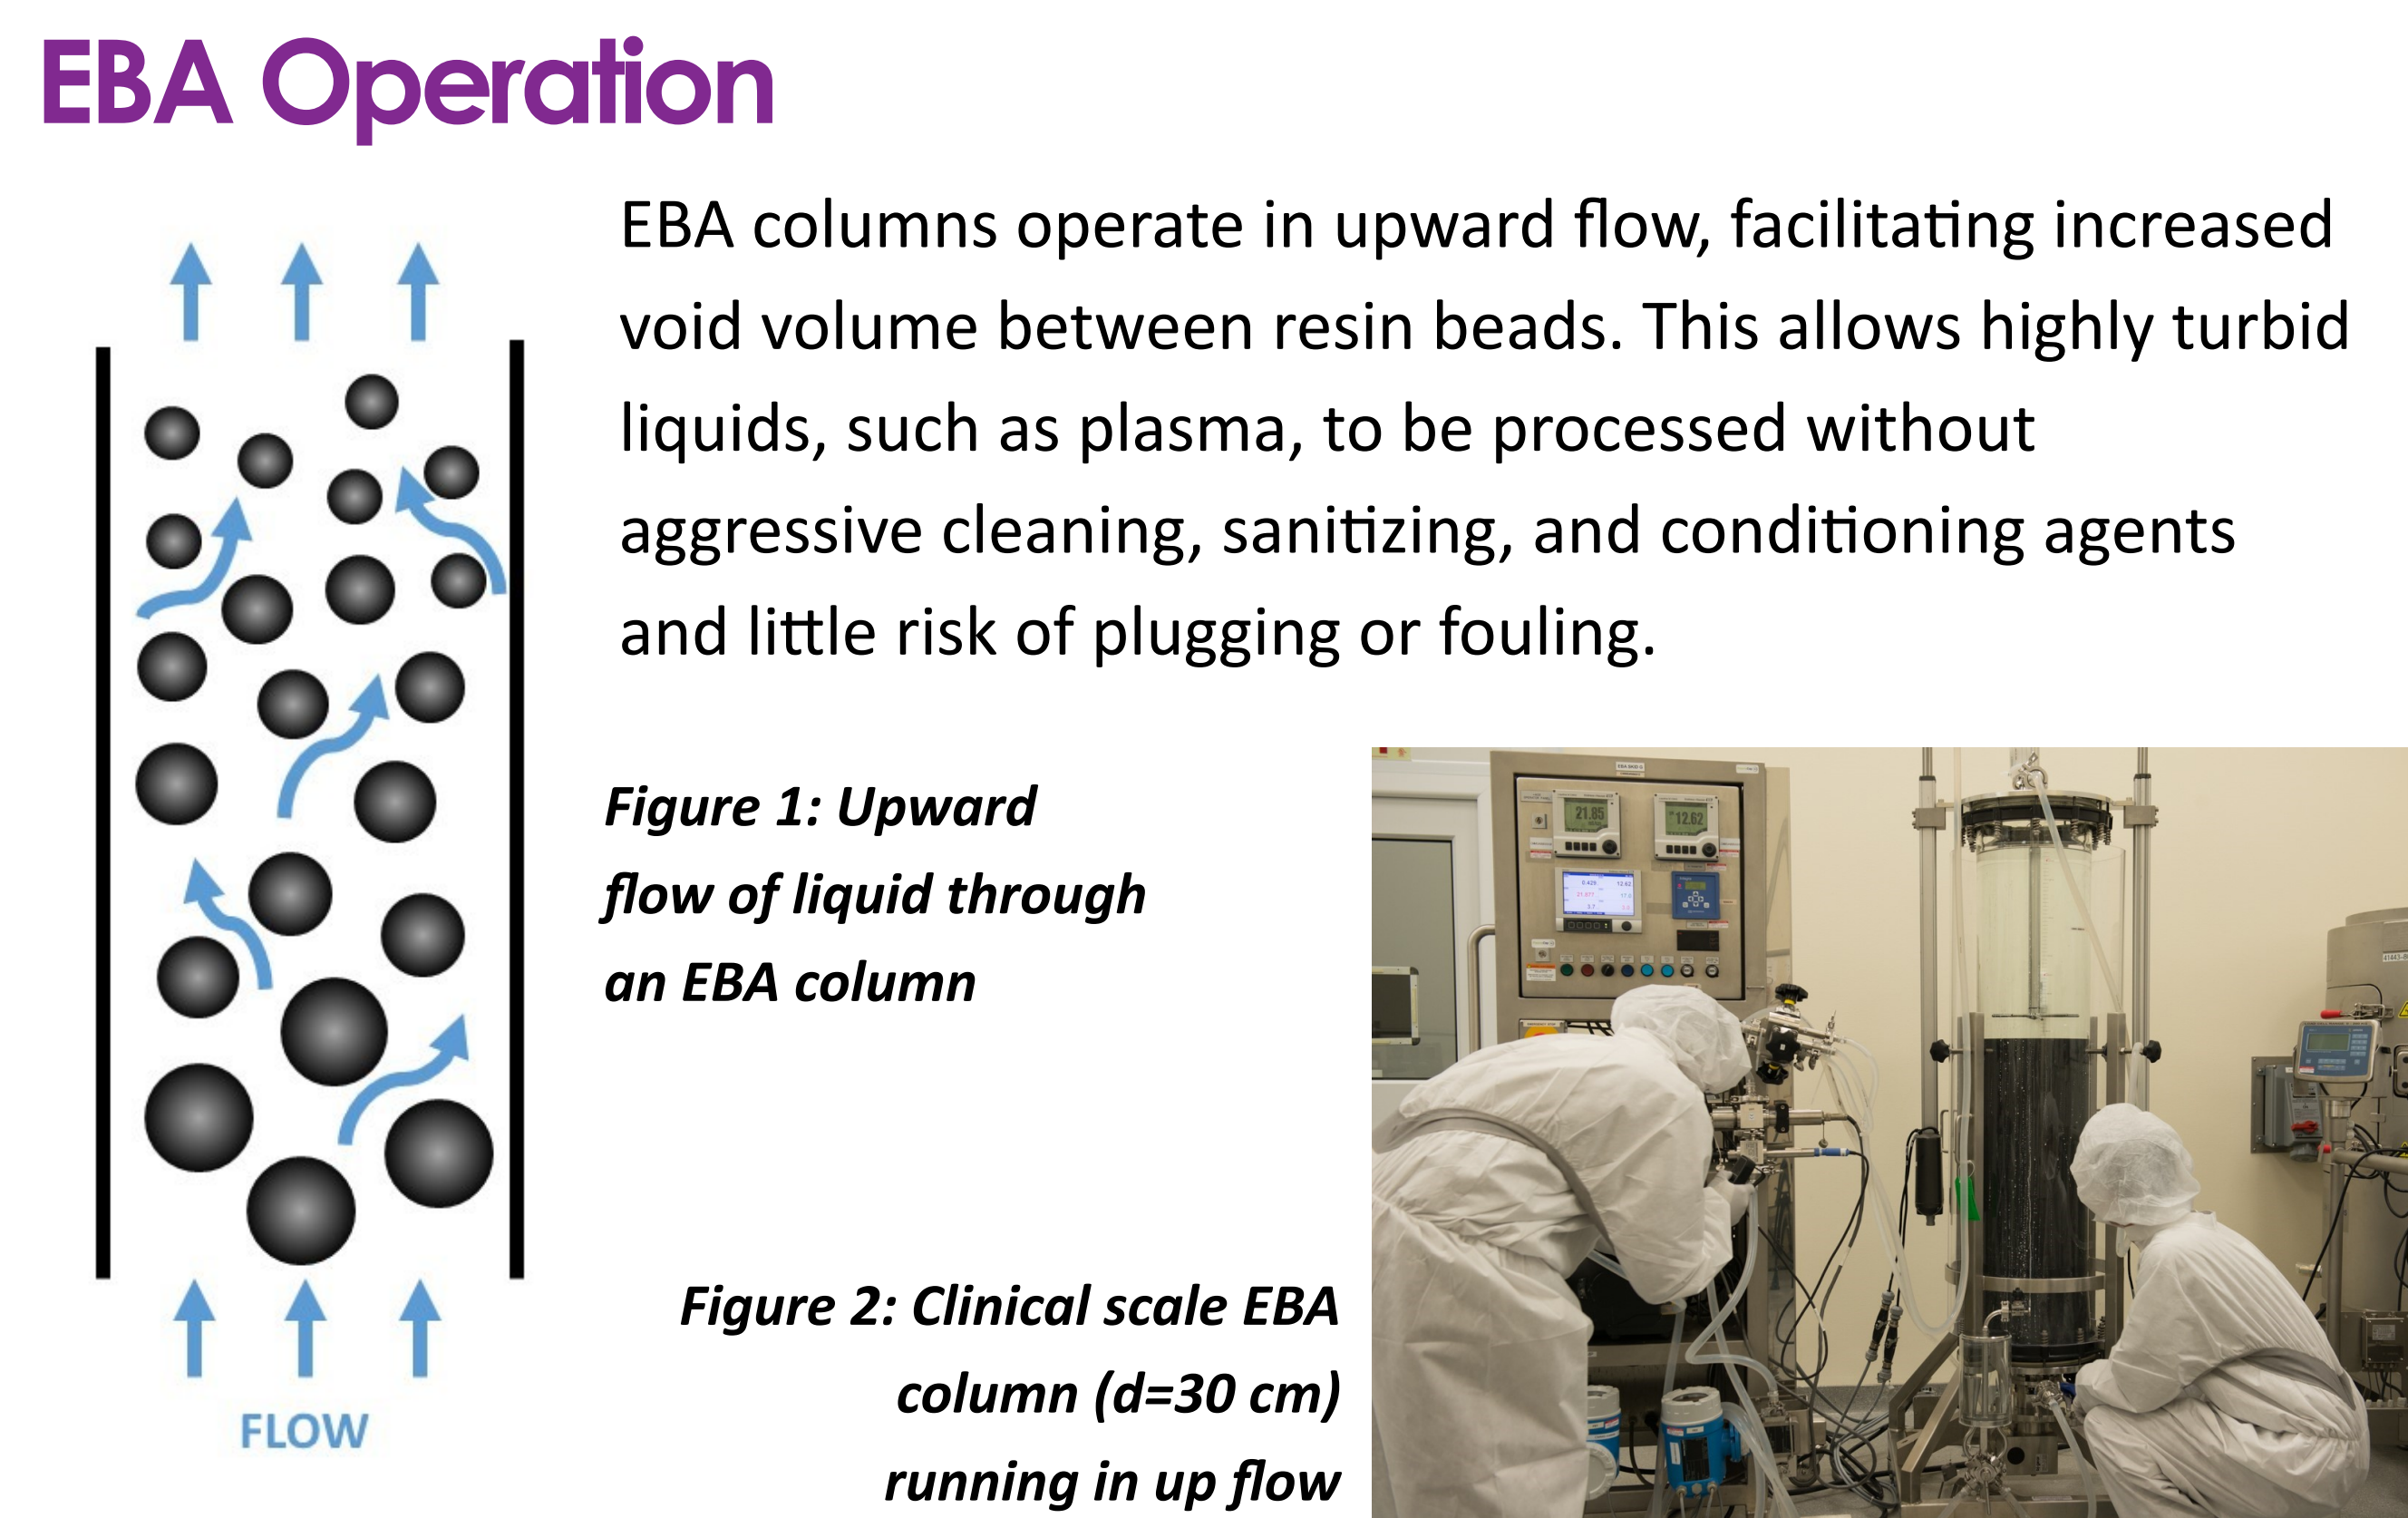 EBA Operation
EBA columns operate in upward flow, facilitating increased
void volume between resin beads. This allows highly turbid
liquids, such as plasma, to be processed without
aggressive cleaning, sanitizing, and conditioning agents
and little risk of plugging or fouling.
Figure 1: Upward
flow of liquid through
an EBA column
FLOW
Figure 2: Clinical scale EBA
column (d=30 cm)
running in up flow
21.85
12.62